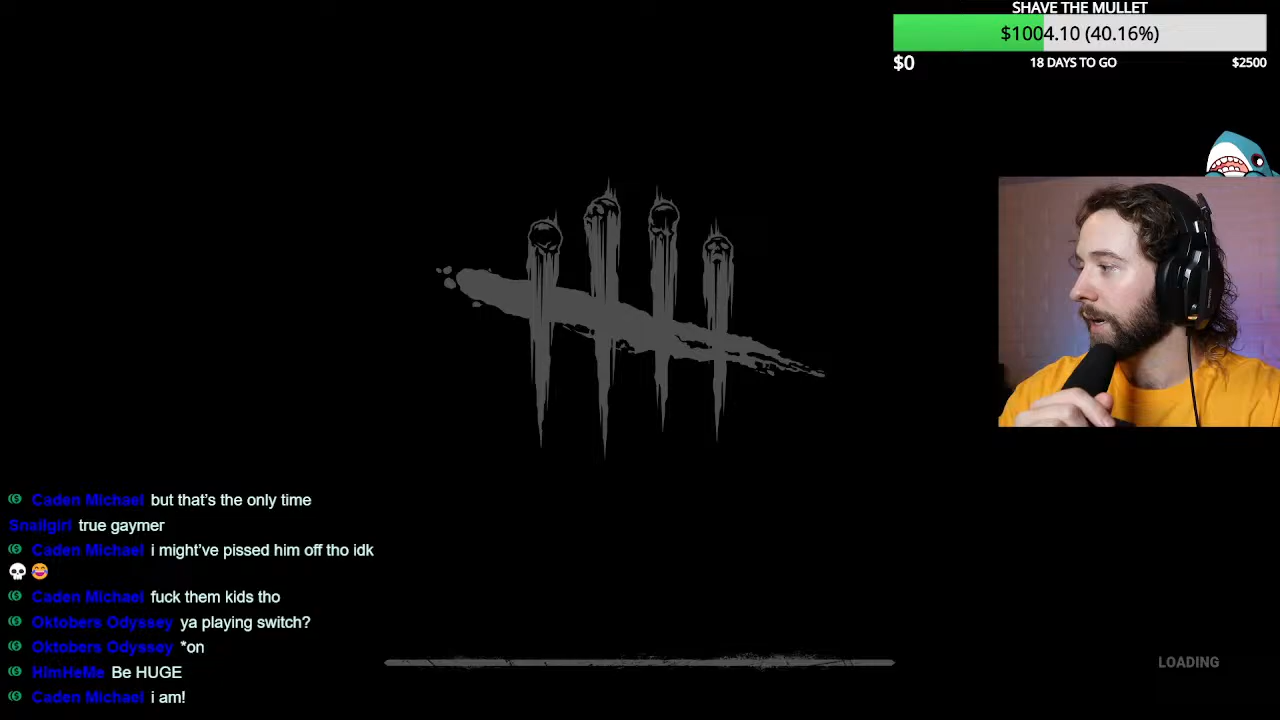 SHAVE THE MULLET
$1004.10 (40.16%)
$0 18 DAYS TO GO $2500
Caden Michael but that's the only time
Snailgirl true gaymer
Caden Michael i might've pissed him off tho idk
💀 😂
Caden Michael fuck them kids tho
Oktobers Odyssey ya playing switch?
Oktobers Odyssey *on
HimHeMe Be HUGE
Caden Michael i am!
LOADING